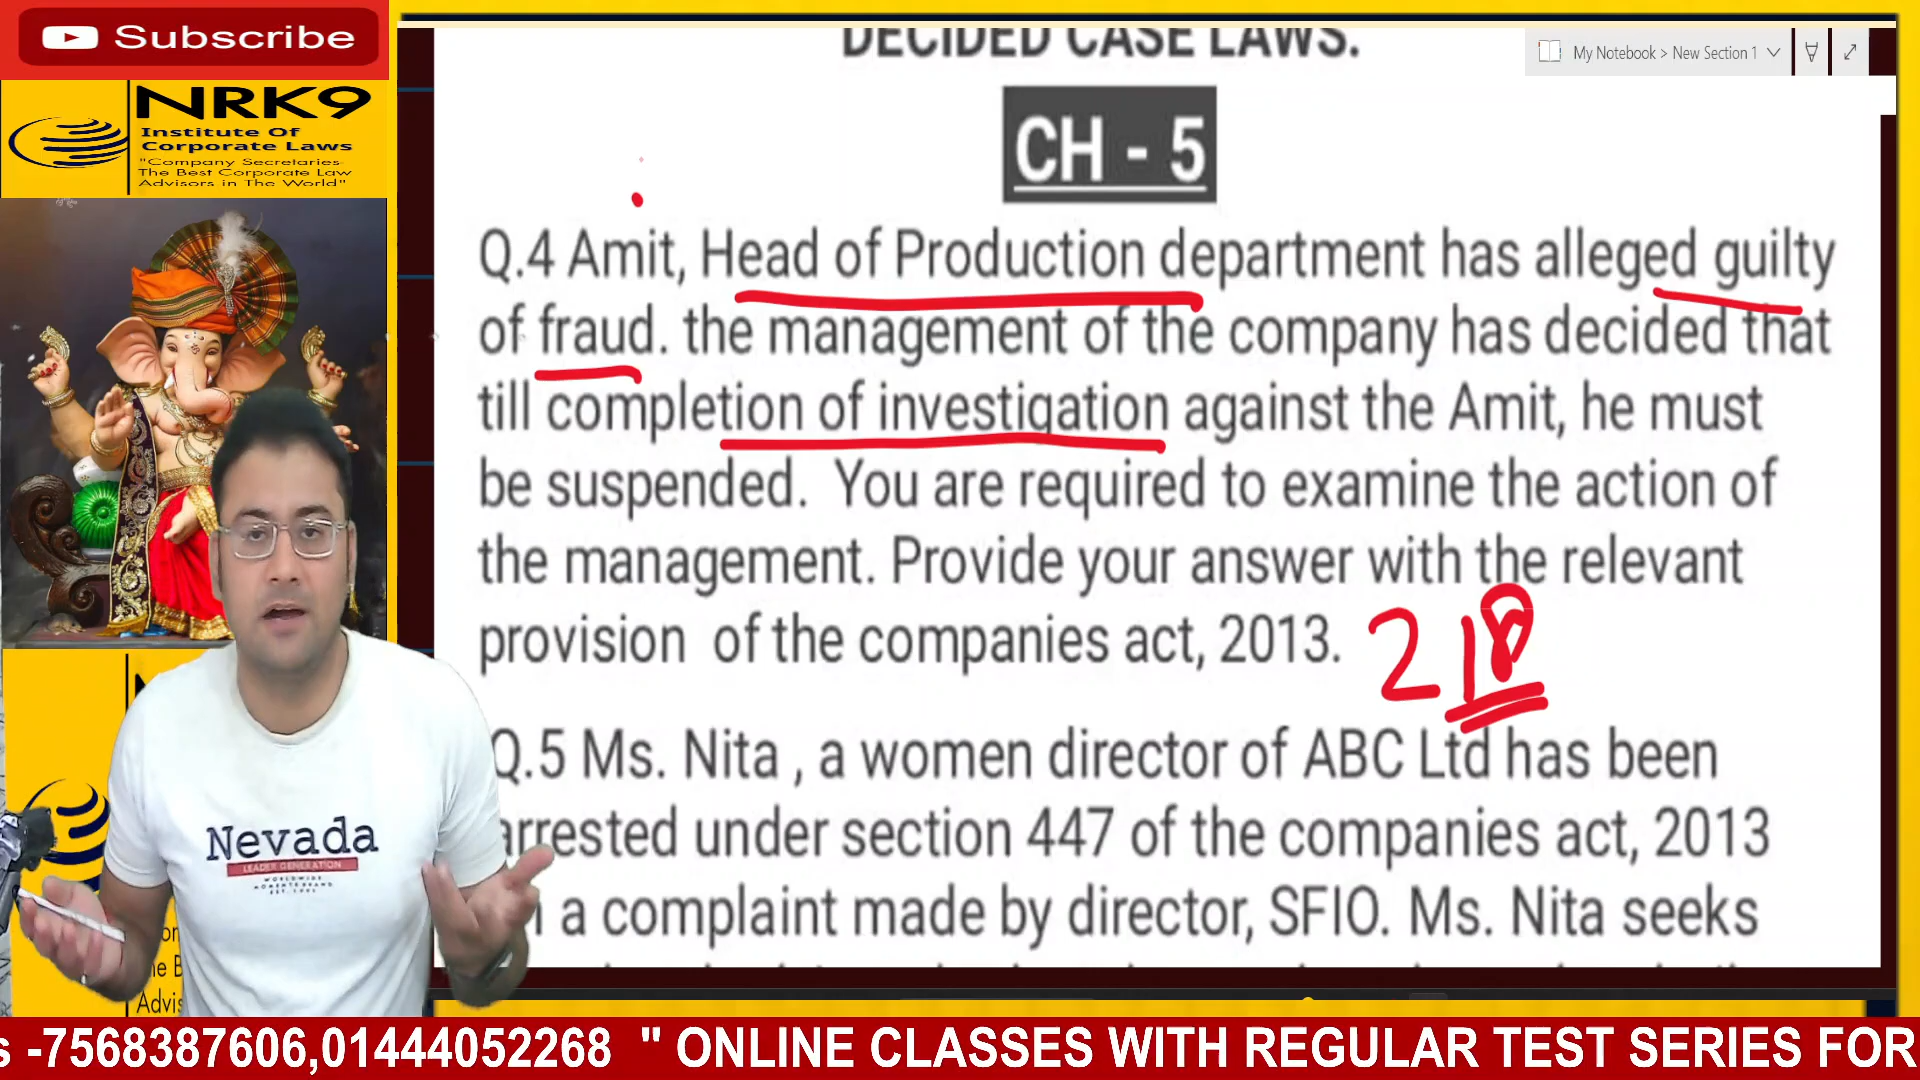 Subscribe
NRK9
Institute Of
Corporate Laws
"Company Secretaries-
The Best Corporate Law
Advisors in The World"
DECIDED CASE LAWS.
My Notebook > New Section 1
CH - 5
Q.4 Amit, Head of Production department has alleged guilty
of fraud. the management of the company has decided that
till completion of investigation against the Amit, he must
be suspended. You are required to examine the action of
the management. Provide your answer with the relevant
provision of the companies act, 2013. 218
Q.5 Ms. Nita , a women director of ABC Ltd has been
arrested under section 447 of the companies act, 2013
a complaint made by director, SFIO. Ms. Nita seeks
Nevada
LEADER GENERATION
WORLDWIDE
Advis
s -7568387606,01444052268 " ONLINE CLASSES WITH REGULAR TEST SERIES FOR